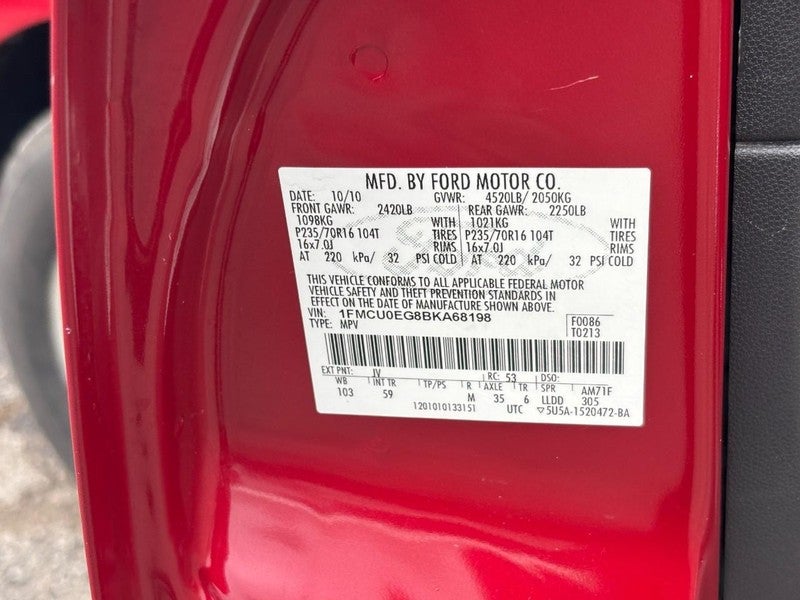 MFD. BY FORD MOTOR CO.
DATE: 10/10 GVWR: 4520LB/ 2050KG
FRONT GAWR: 2420LB REAR GAWR: 2250LB
1098KG WITH 1021KG WITH
P235/70R16 104T TIRES P235/70R16 104T TIRES
16x7.0J RIMS 16x7.0J RIMS
AT 220 kPa/ 32 PSI COLD AT 220 kPa/ 32 PSI COLD
THIS VEHICLE CONFORMS TO ALL APPLICABLE FEDERAL MOTOR
VEHICLE SAFETY AND THEFT PREVENTION STANDARDS IN
EFFECT ON THE DATE OF MANUFACTURE SHOWN ABOVE.
VIN: 1FMCU0EG8BKA68198 F0086
TYPE: MPV T0213
EXT PNT: JV RC: 53 DSO:
WB INT TR TP/PS R AXLE TR SPR AM71F
103 59 M 35 6 LLDD 305
1201010133151 UTC ▽5U5A-1520472-BA